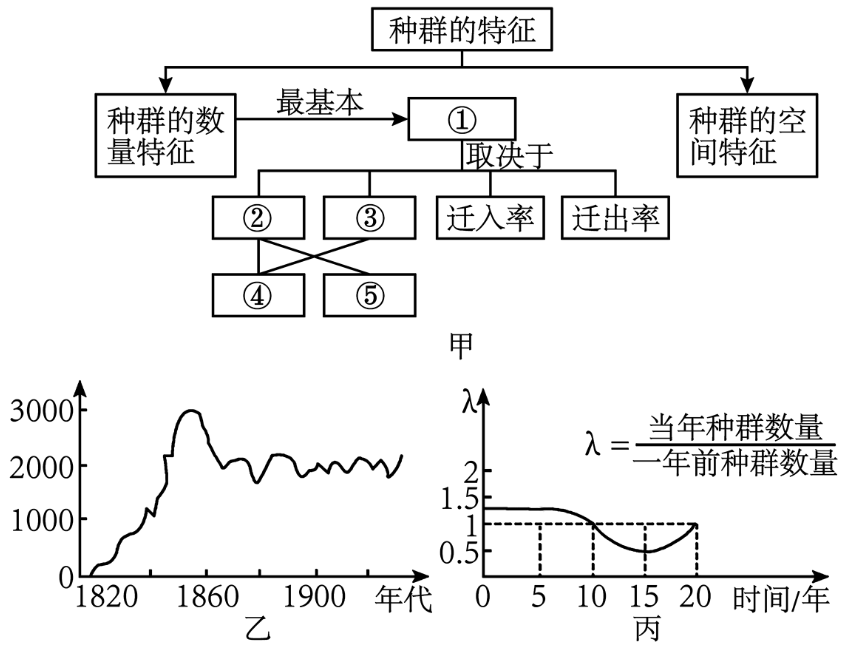 种群的特征
种群的数
量特征
最基本
①
种群的空
间特征
取决于
②
③
迁入率
迁出率
④
⑤
甲
3000
2000
1000
0
1820
1860
1900
年代
乙
λ
λ=当年种群数量/一年前种群数量
2
1.5
1
0.5
0
5
10
15
20
时间/年
丙